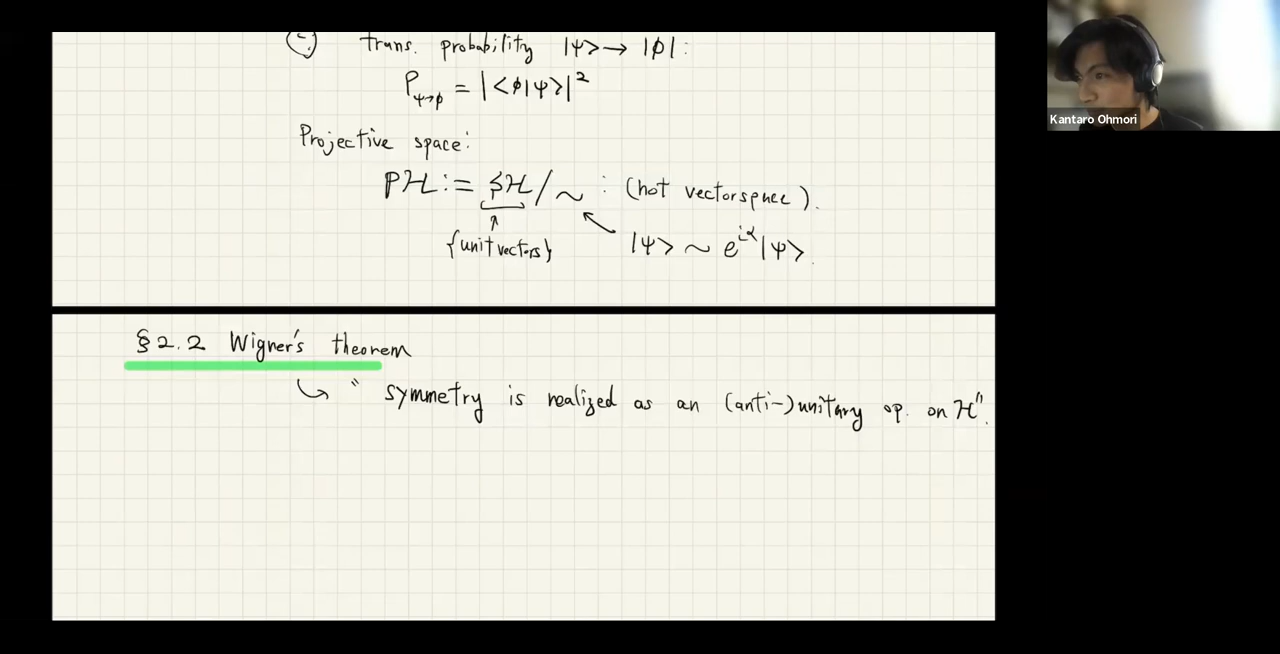 ② trans. probability |ψ> → |φ| :
P_{ψ→φ} = |<φ|ψ>|²
Kantaro Ohmori
Projective space:
Pℋ := Sℋ/~ : (not vectorspace).
{unit vectors}
|ψ> ~ e^{iα}|ψ>.
§2.2 Wigner's theorem
↳ " symmetry is realized as an (anti-)unitary op. on ℋ".